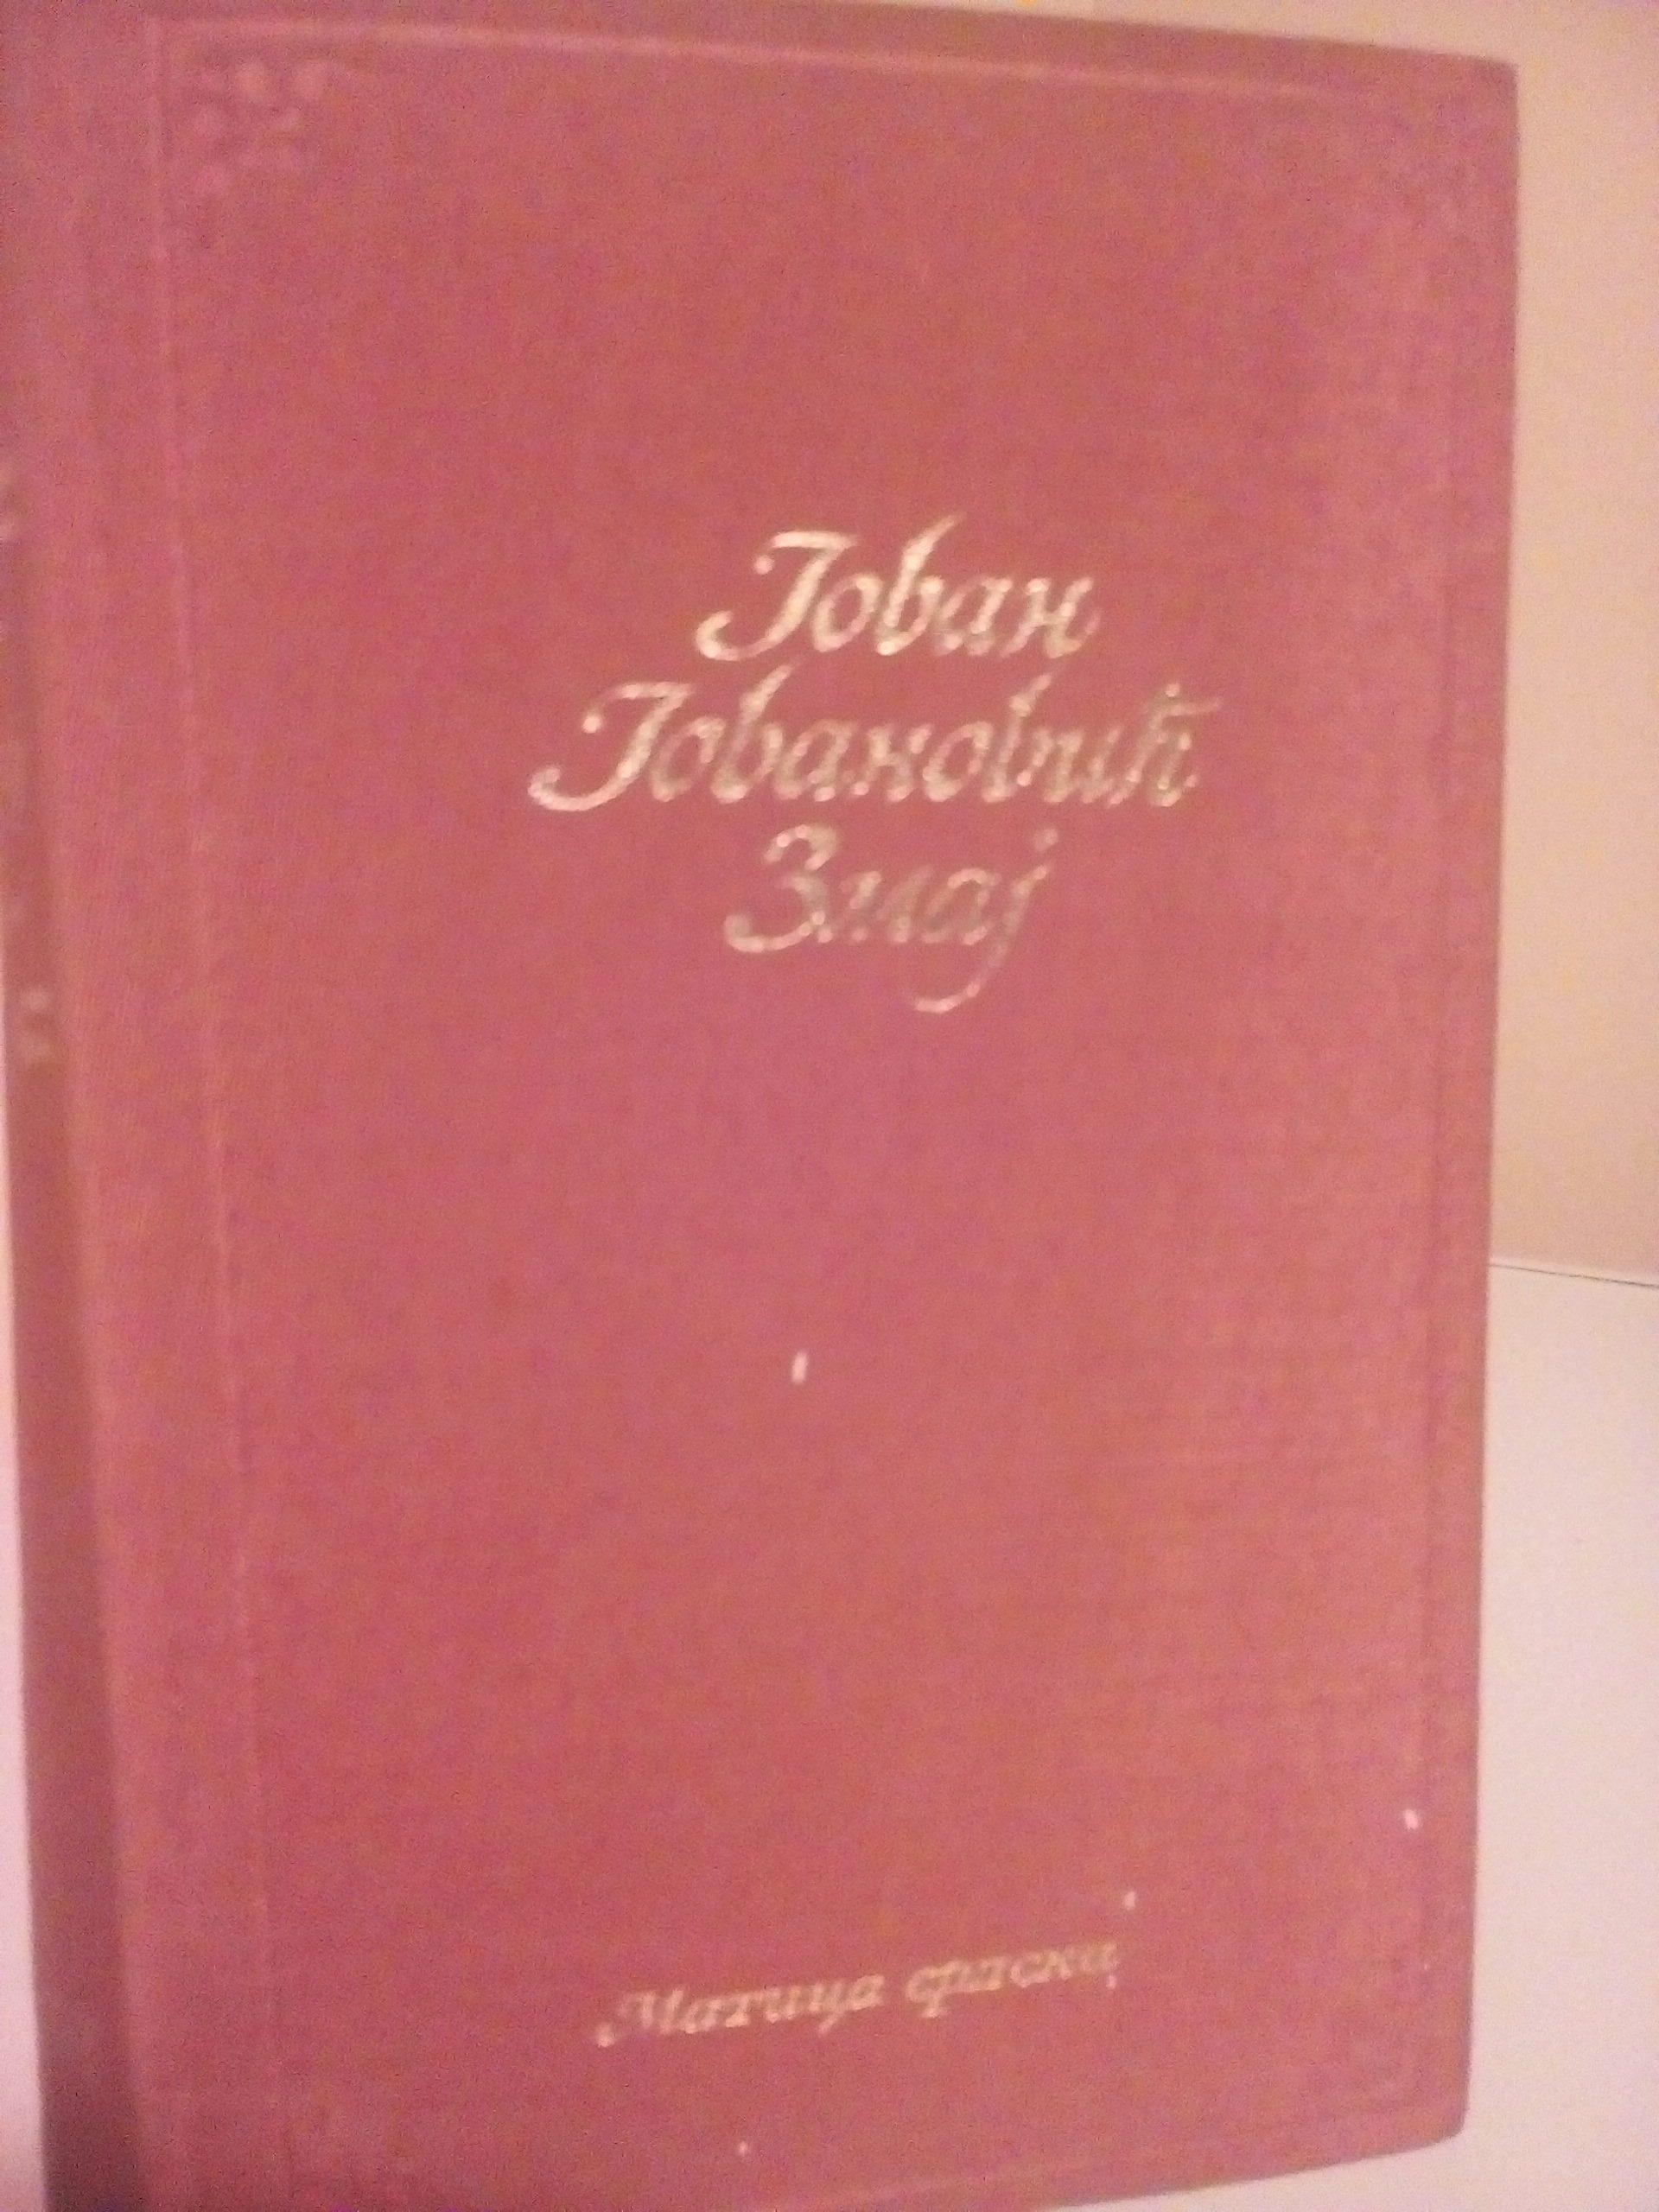 Јован
Јовановић
Змај
Матица српска